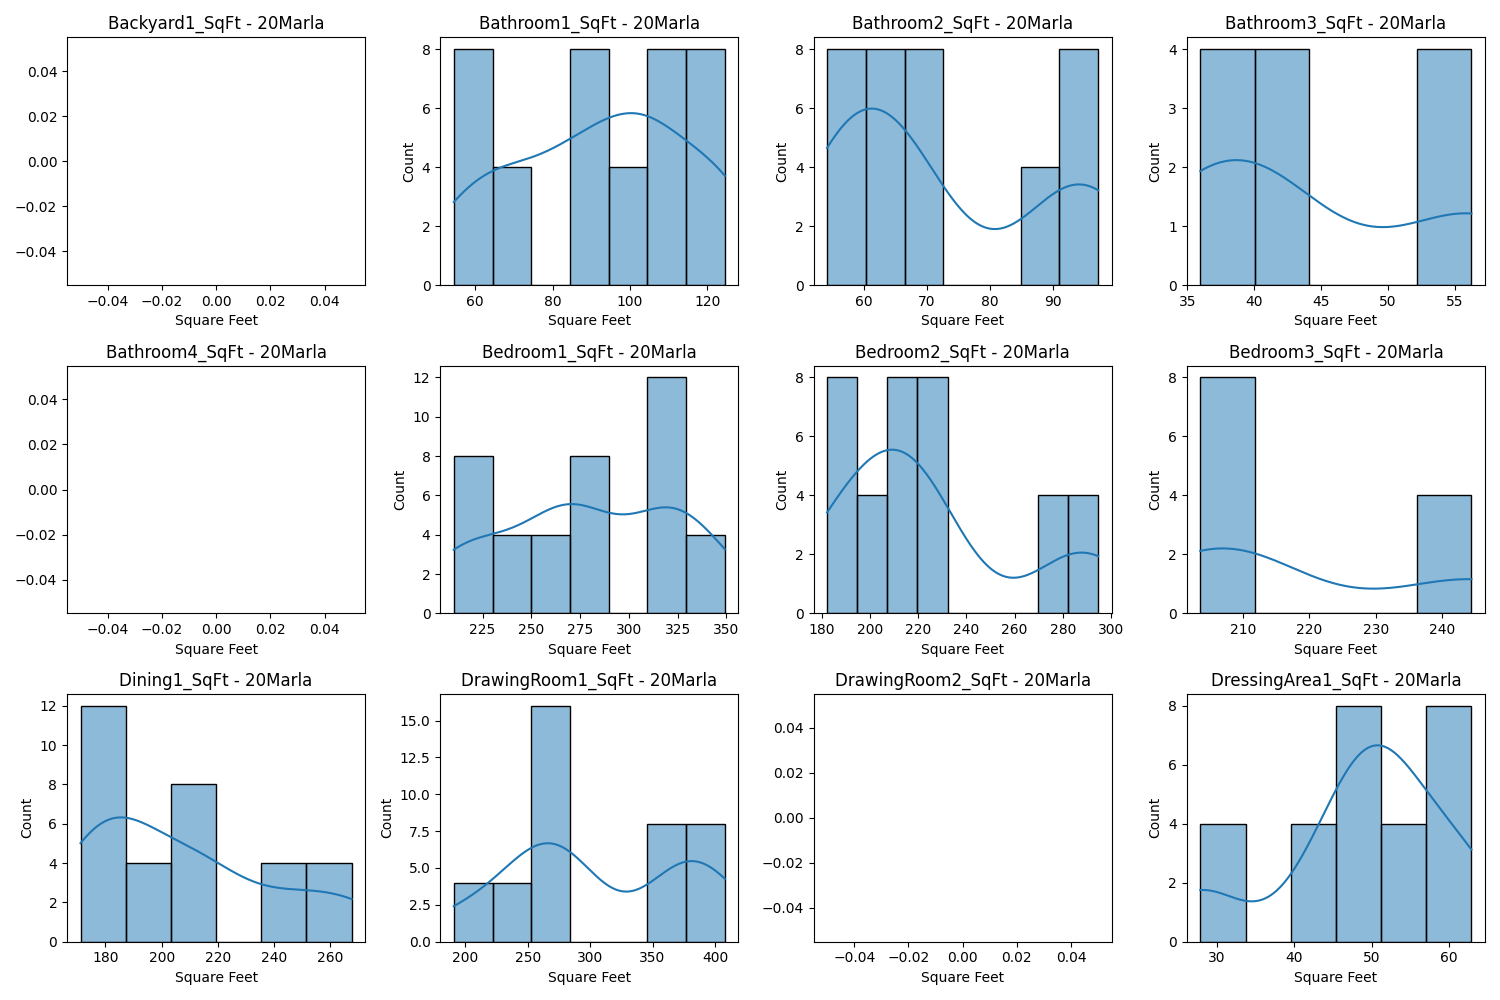 Backyard1_SqFt - 20Marla
0.04
0.02
0.00
−0.02
−0.04
−0.04 −0.02 0.00 0.02 0.04
Square Feet
Bathroom1_SqFt - 20Marla
Count
8
6
4
2
0
60 80 100 120
Square Feet
Bathroom2_SqFt - 20Marla
Count
8
6
4
2
0
60 70 80 90
Square Feet
Bathroom3_SqFt - 20Marla
Count
4
3
2
1
0
35 40 45 50 55
Square Feet
Bathroom4_SqFt - 20Marla
0.04
0.02
0.00
−0.02
−0.04
−0.04 −0.02 0.00 0.02 0.04
Square Feet
Bedroom1_SqFt - 20Marla
Count
12
10
8
6
4
2
0
225 250 275 300 325 350
Square Feet
Bedroom2_SqFt - 20Marla
Count
8
6
4
2
0
180 200 220 240 260 280 300
Square Feet
Bedroom3_SqFt - 20Marla
Count
8
6
4
2
0
210 220 230 240
Square Feet
Dining1_SqFt - 20Marla
Count
12
10
8
6
4
2
0
180 200 220 240 260
Square Feet
DrawingRoom1_SqFt - 20Marla
Count
15.0
12.5
10.0
7.5
5.0
2.5
0.0
200 250 300 350 400
Square Feet
DrawingRoom2_SqFt - 20Marla
0.04
0.02
0.00
−0.02
−0.04
−0.04 −0.02 0.00 0.02 0.04
Square Feet
DressingArea1_SqFt - 20Marla
Count
8
6
4
2
0
30 40 50 60
Square Feet